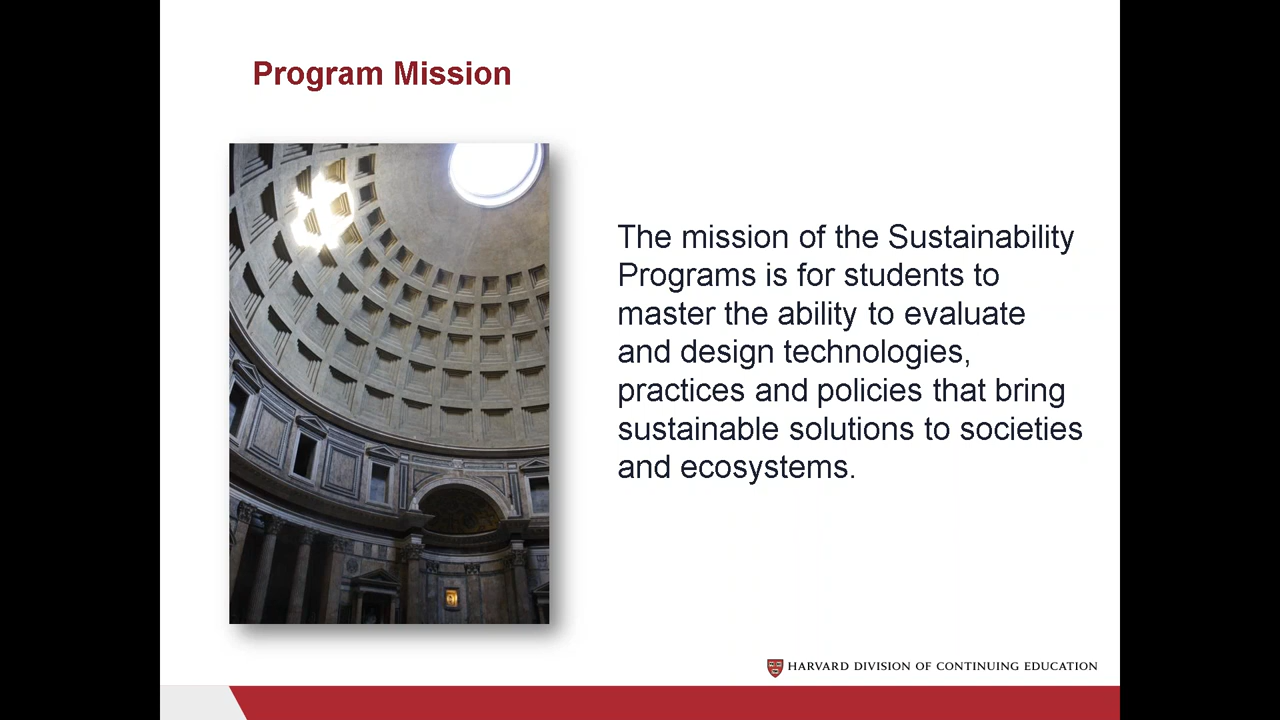 Program Mission
The mission of the Sustainability
Programs is for students to
master the ability to evaluate
and design technologies,
practices and policies that bring
sustainable solutions to societies
and ecosystems.
HARVARD DIVISION OF CONTINUING EDUCATION